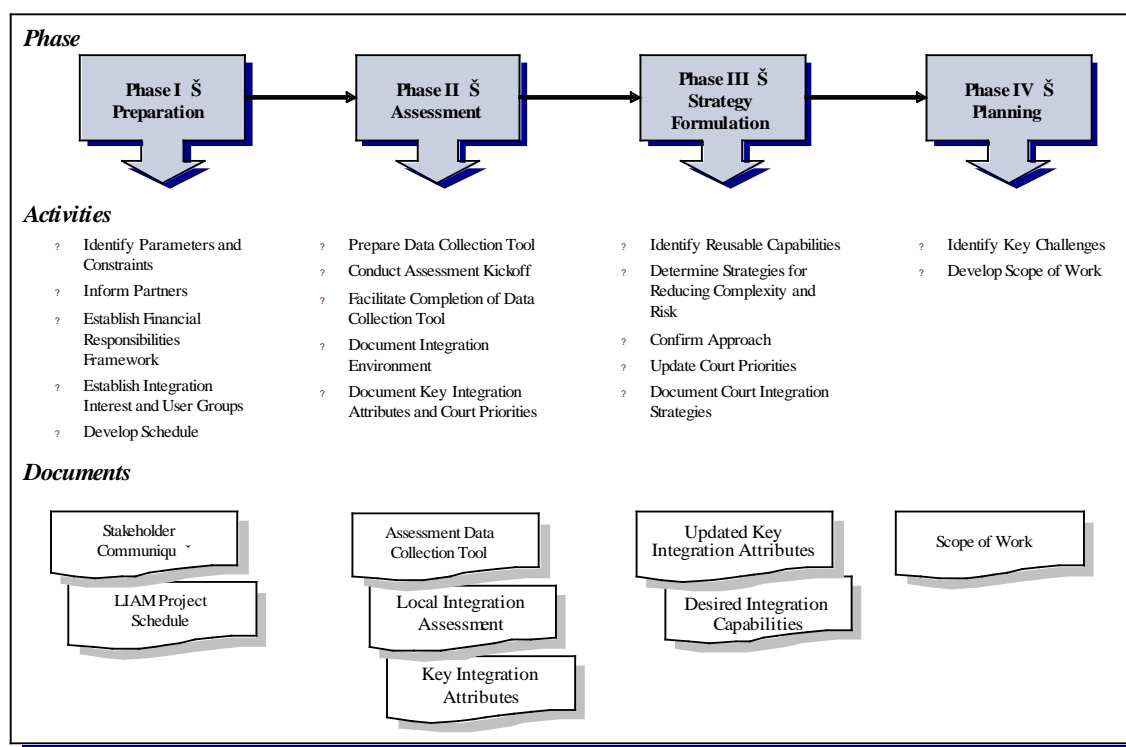 Phase
Phase I Š
Preparation
Phase II Š
Assessment
Phase III Š
Strategy
Formulation
Phase IV Š
Planning
Activities
? Identify Parameters and
Constraints
? Inform Partners
? Establish Financial
Responsibilities
Framework
? Establish Integration
Interest and User Groups
? Develop Schedule
? Prepare Data Collection Tool
? Conduct Assessment Kickoff
? Facilitate Completion of Data
Collection Tool
? Document Integration
Environment
? Document Key Integration
Attributes and Court Priorities
? Identify Reusable Capabilities
? Determine Strategies for
Reducing Complexity and
Risk
? Confirm Approach
? Update Court Priorities
? Document Court Integration
Strategies
? Identify Key Challenges
? Develop Scope of Work
Documents
Stakeholder
Communiqu ˇ
LIAM Project
Schedule
Assessment Data
Collection Tool
Local Integration
Assessment
Key Integration
Attributes
Updated Key
Integration Attributes
Desired Integration
Capabilities
Scope of Work